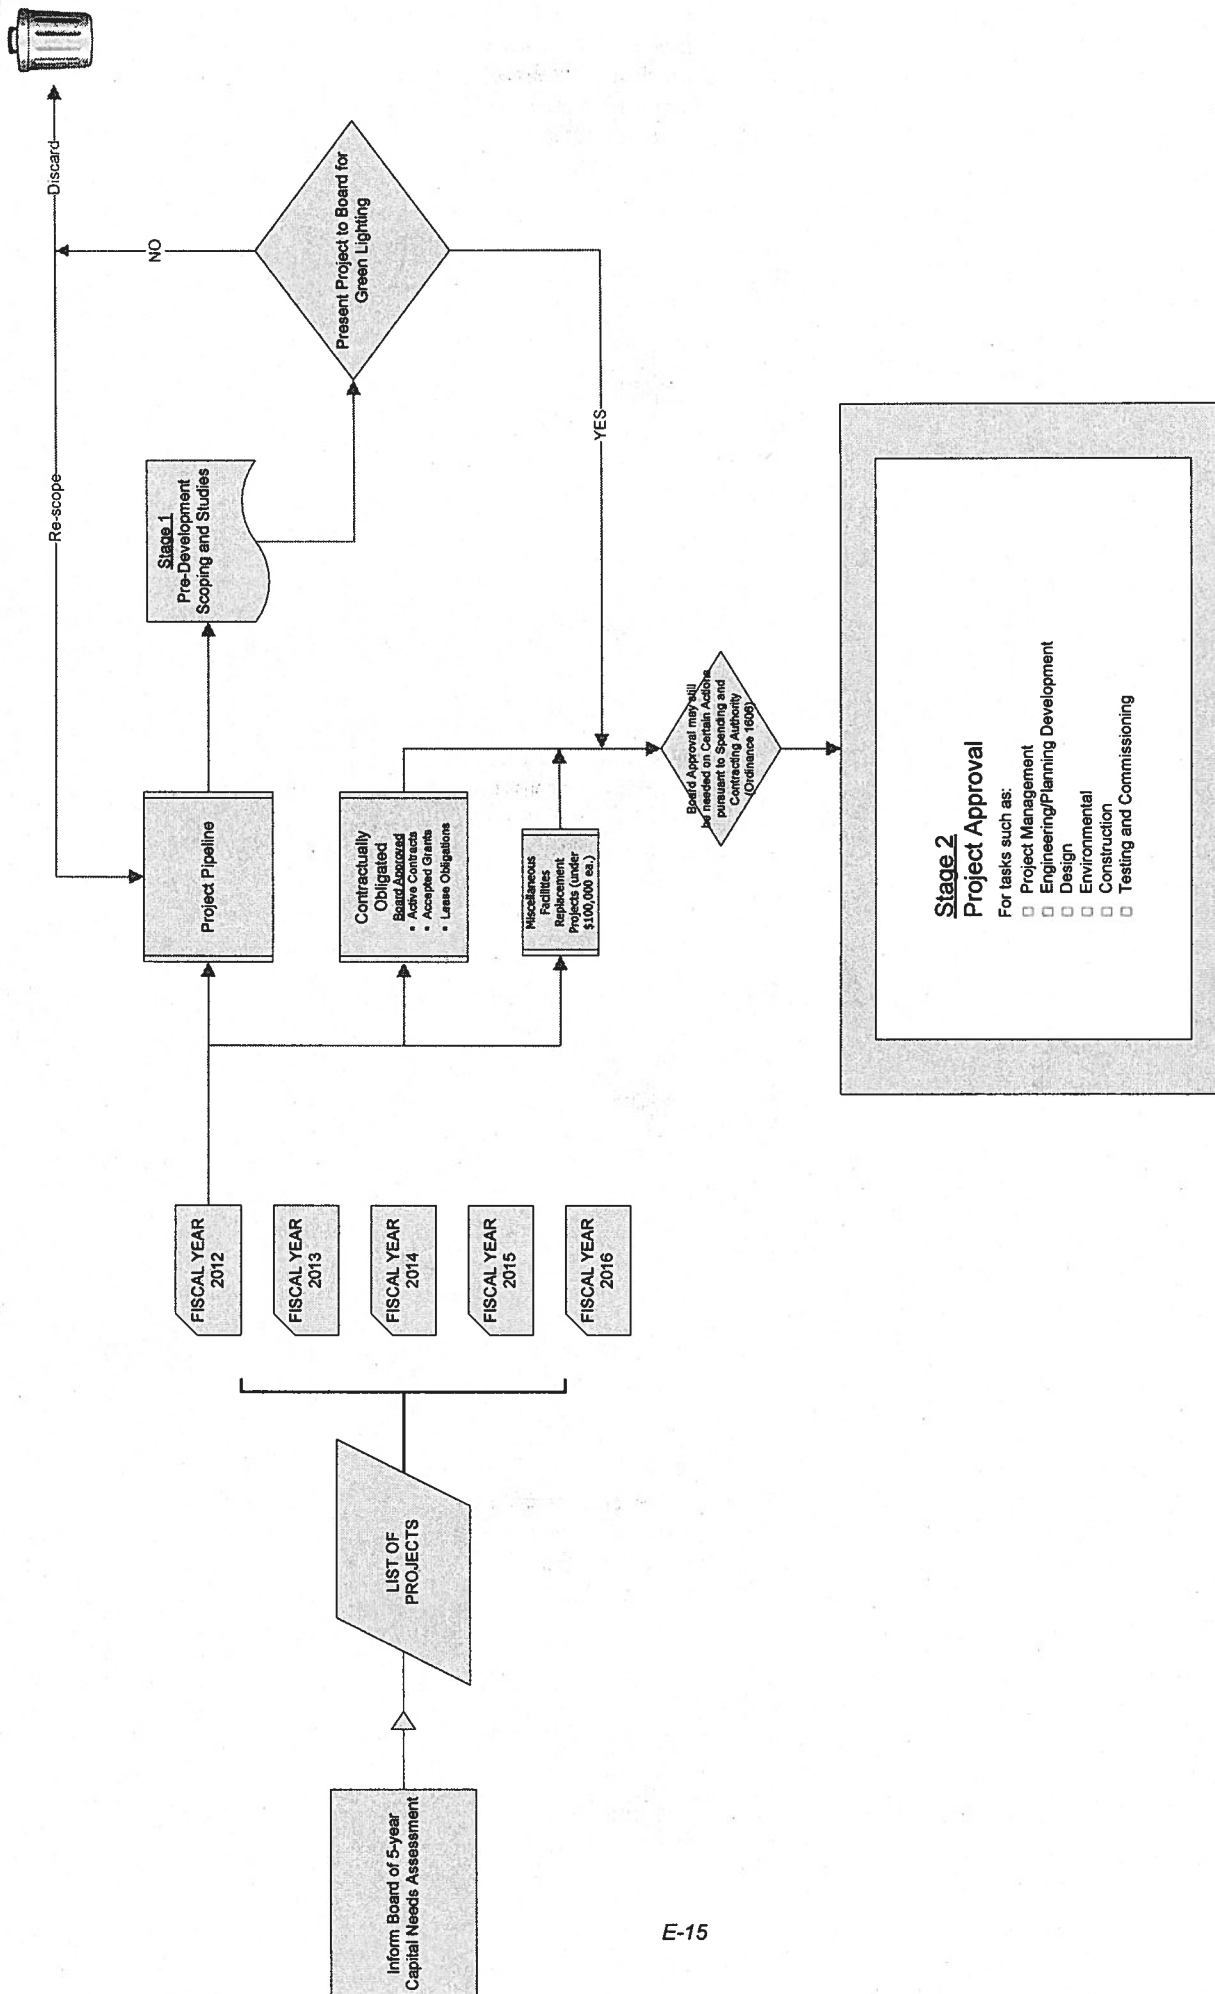 Inform Board of 5-year
Capital Needs Assessment
LIST OF
PROJECTS
FISCAL YEAR
2012
FISCAL YEAR
2013
FISCAL YEAR
2014
FISCAL YEAR
2015
FISCAL YEAR
2016
Project Pipeline
Contractually
Obligated
Board Approved
• Active Contracts
• Accepted Grants
• Lease Obligations
Miscellaneous
Facilities
Replacement
Projects (under
$100,000 ea.)
Stage 1
Pre-Development
Scoping and Studies
Present Project to Board for
Green Lighting
NO
Re-scope
Discard
YES
Board Approval may still
be needed on Certain Actions
pursuant to Spending and
Contracting Authority
(Ordinance 1606)
Stage 2
Project Approval
For tasks such as:
□ Project Management
□ Engineering/Planning Development
□ Design
□ Environmental
□ Construction
□ Testing and Commissioning
E-15